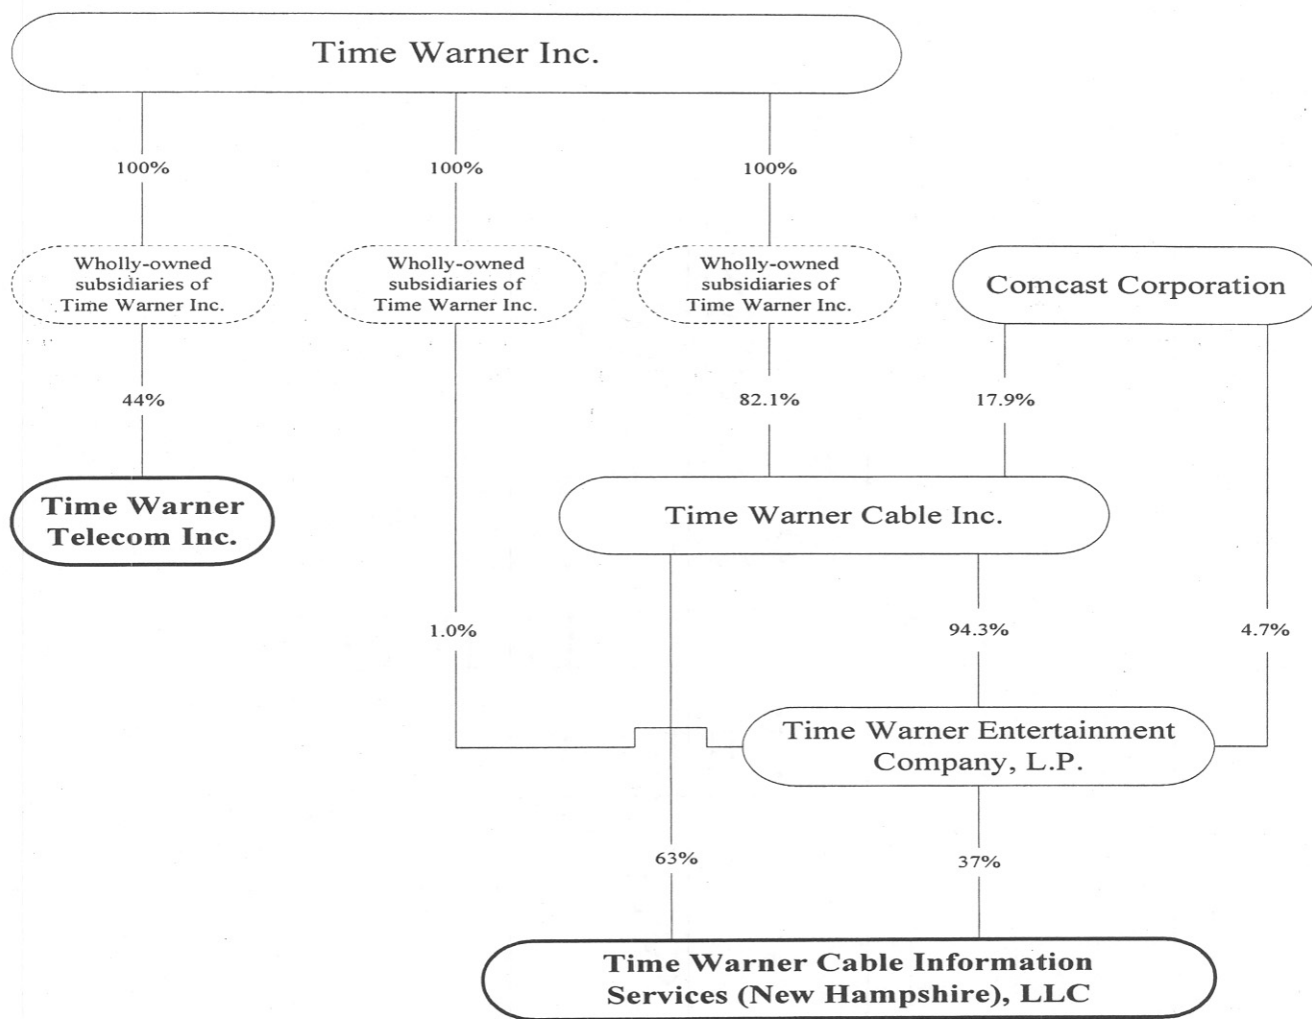 Time Warner Inc.
100%
100%
100%
Wholly-owned
subsidiaries of
Time Warner Inc.
Wholly-owned
subsidiaries of
Time Warner Inc.
Wholly-owned
subsidiaries of
Time Warner Inc.
Comcast Corporation
44%
82.1%
17.9%
Time Warner
Telecom Inc.
Time Warner Cable Inc.
1.0%
94.3%
4.7%
Time Warner Entertainment
Company, L.P.
63%
37%
Time Warner Cable Information
Services (New Hampshire), LLC